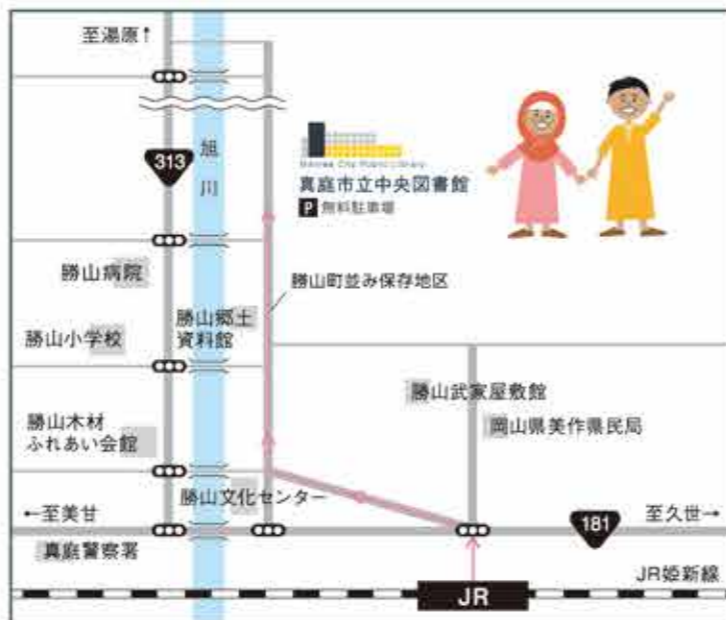 至湯原↑
旭川
313
Maniwa City Public Library
真庭市立中央図書館
P 無料駐車場
勝山病院
勝山町並み保存地区
勝山郷土
資料館
勝山小学校
勝山武家屋敷館
勝山木材
ふれあい会館
岡山県美作県民局
勝山文化センター
←至美甘
181
至久世→
真庭警察署
JR姫新線
JR